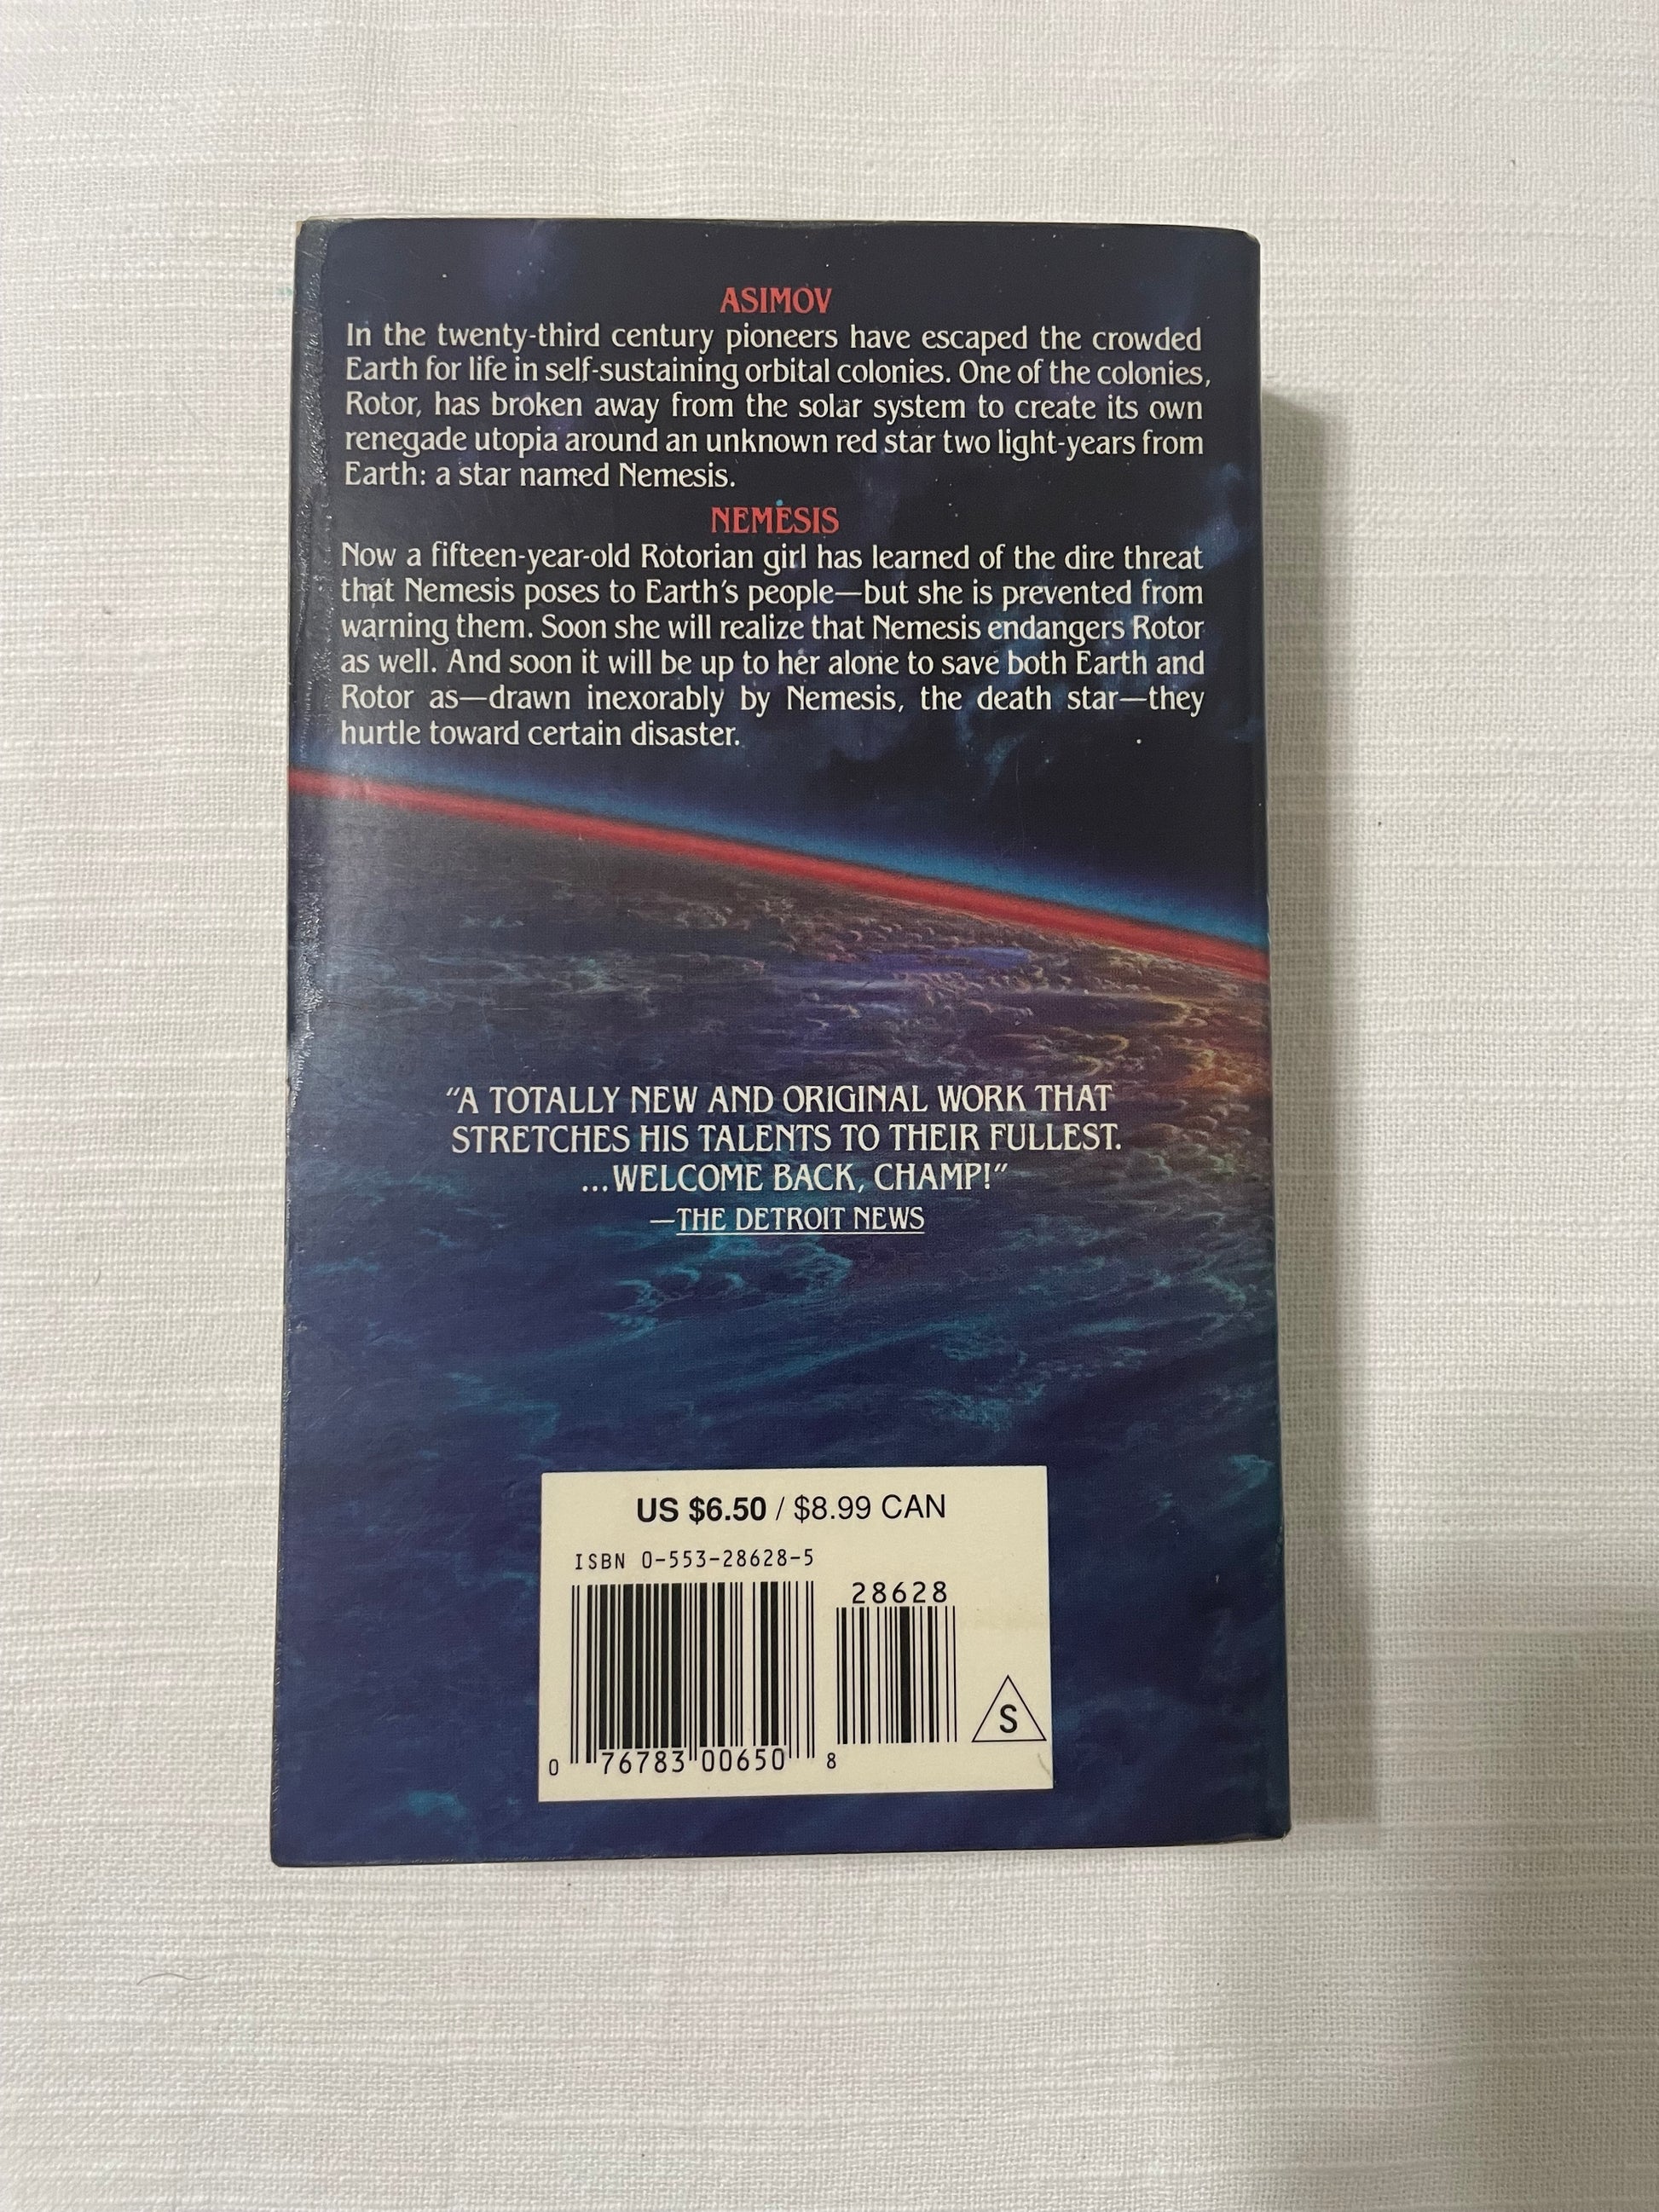 ASIMOV
In the twenty-third century pioneers have escaped the crowded
Earth for life in self-sustaining orbital colonies. One of the colonies,
Rotor, has broken away from the solar system to create its own
renegade utopia around an unknown red star two light-years from
Earth: a star named Nemesis.
NEMESIS
Now a fifteen-year-old Rotorian girl has learned of the dire threat
that Nemesis poses to Earth's people—but she is prevented from
warning them. Soon she will realize that Nemesis endangers Rotor
as well. And soon it will be up to her alone to save both Earth and
Rotor as—drawn inexorably by Nemesis, the death star—they
hurtle toward certain disaster.
"A TOTALLY NEW AND ORIGINAL WORK THAT
STRETCHES HIS TALENTS TO THEIR FULLEST.
...WELCOME BACK, CHAMP!"
—THE DETROIT NEWS
US $6.50 / $8.99 CAN
ISBN 0-553-28628-5
28628
S
0 76783 00650 8